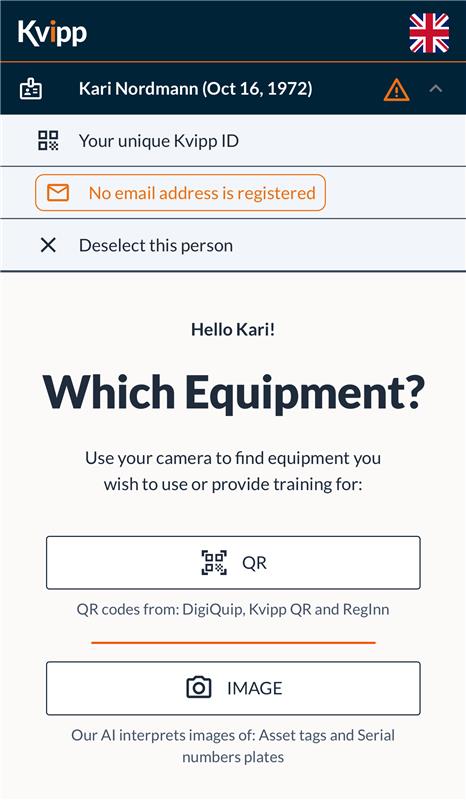 Kvipp
Kari Nordmann (Oct 16, 1972)
Your unique Kvipp ID
No email address is registered
Deselect this person
Hello Kari!
Which Equipment?
Use your camera to find equipment you
wish to use or provide training for:
QR
QR codes from: DigiQuip, Kvipp QR and RegInn
IMAGE
Our AI interprets images of: Asset tags and Serial
numbers plates